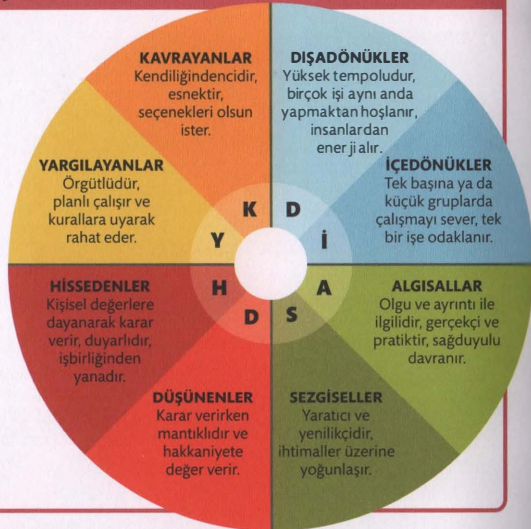 KAVRAYANLAR
Kendiliğindencidir,
esnektir,
seçenekleri olsun
ister.
DIŞADÖNÜKLER
Yüksek tempoludur,
birçok işi aynı anda
yapmaktan hoşlanır,
insanlardan
enerji alır.
YARGILAYANLAR
Örgütlüdür,
planlı çalışır ve
kurallara uyarak
rahat eder.
İÇEDÖNÜKLER
Tek başına ya da
küçük gruplarda
çalışmayı sever, tek
bir işe odaklanır.
K D
Y İ
H A
D S
HİSSEDENLER
Kişisel değerlere
dayanarak karar
verir, duyarlıdır,
işbirliğinden
yanadır.
ALGISALLAR
Olgu ve ayrıntı ile
ilgilidir, gerçekçi ve
pratiktir, sağduyulu
davranır.
DÜŞÜNENLER
Karar verirken
mantıklıdır ve
hakkaniyete
değer verir.
SEZGİSELLER
Yaratıcı ve
yenilikçidir,
ihtimaller üzerine
yoğunlaşır.